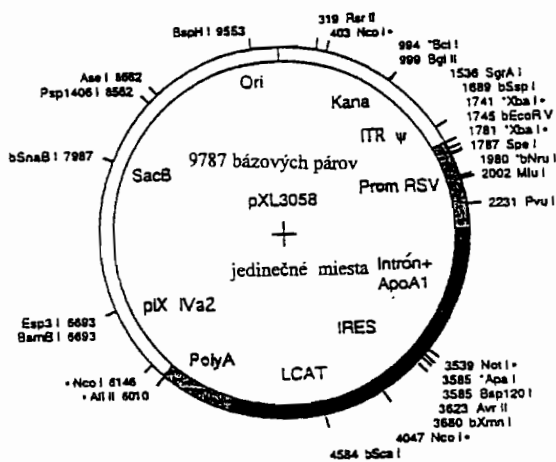 BspH I 9553
319 Rsr II
403 Nco I*
994 *Bcl I
999 Bgl II
1536 SgrA I
1689 bSsp I
1741 *Xba I*
1745 bEcoR V
1781 *Xba I*
1787 Spe I
1980 *bNru I
2002 Mlu I
2231 Pvu I
Ase I 8662
Psp1406 I 8562
bSnaB I 7987
Esp3 I 6693
BamB I 6693
*Nco I 6146
*Afl II 6010
Ori
Kana
ITR ψ
SacB
9787 bázových párov
pXL3058
Prom RSV
jedinečné miesta
Intrón+
ApoA1
pIX IVa2
IRES
PolyA
LCAT
3539 Not I*
3585 *Apa I
3585 Bsp120 I
3623 Avr II
3680 bXmn I
4047 Nco I*
4584 bSca I